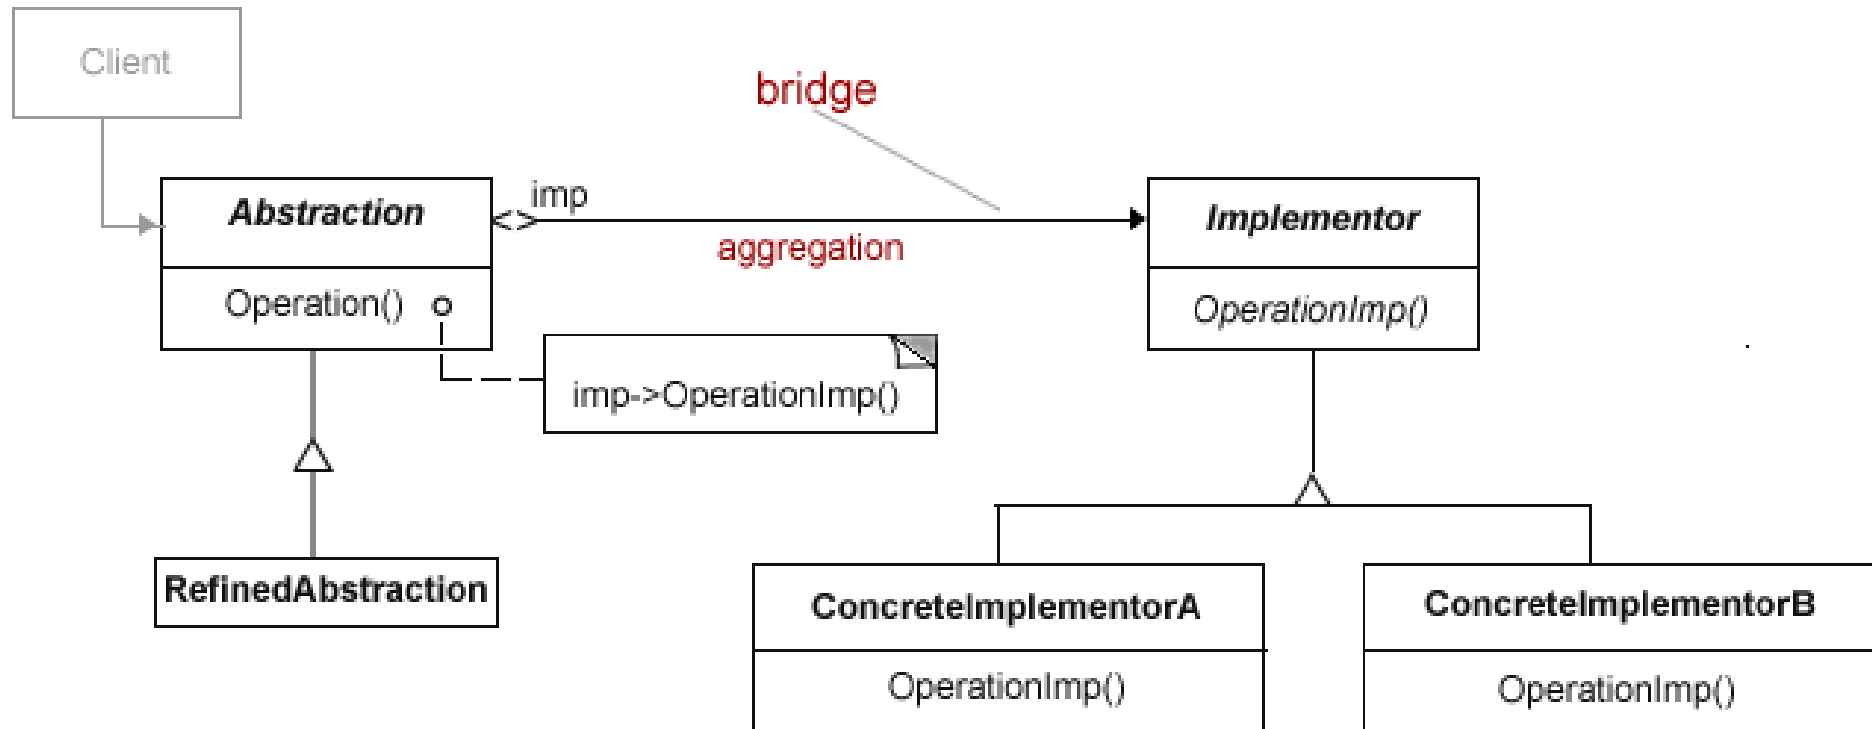 Client
bridge
imp
Abstraction
Implementor
aggregation
Operation()
OperationImp()
imp->OperationImp()
RefinedAbstraction
ConcreteImplementorA
ConcreteImplementorB
OperationImp()
OperationImp()